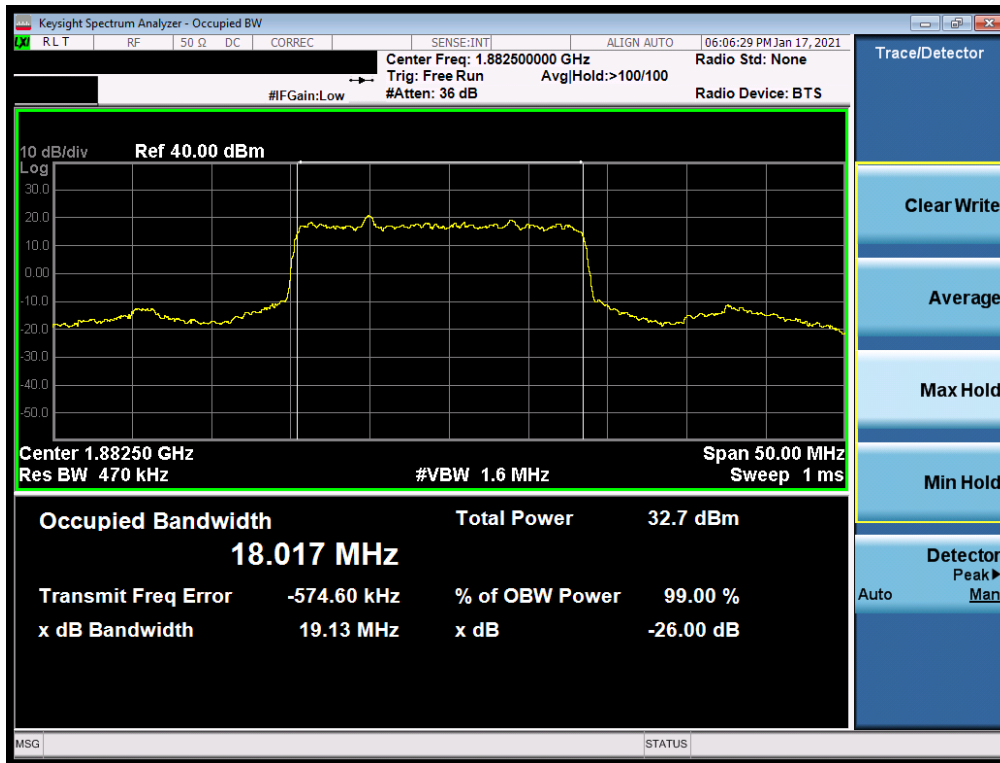 Keysight Spectrum Analyzer - Occupied BW
LXI RLT RF 50 Ω DC CORREC SENSE:INT ALIGN AUTO 06:06:29 PM Jan 17, 2021
Center Freq: 1.882500000 GHz Radio Std: None
Trig: Free Run Avg|Hold:>100/100
#IFGain:Low #Atten: 36 dB Radio Device: BTS
Trace/Detector
10 dB/div Ref 40.00 dBm
Log
30.0
20.0
10.0
0.00
-10.0
-20.0
-30.0
-40.0
-50.0
Center 1.88250 GHz Span 50.00 MHz
Res BW 470 kHz #VBW 1.6 MHz Sweep 1 ms
Clear Write
Average
Max Hold
Min Hold
Detector
Peak▶
Auto Man
Occupied Bandwidth Total Power 32.7 dBm
18.017 MHz
Transmit Freq Error -574.60 kHz % of OBW Power 99.00 %
x dB Bandwidth 19.13 MHz x dB -26.00 dB
MSG STATUS